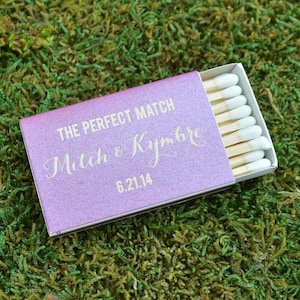 THE PERFECT MATCH
Mitch & Kymbre
6.21.14